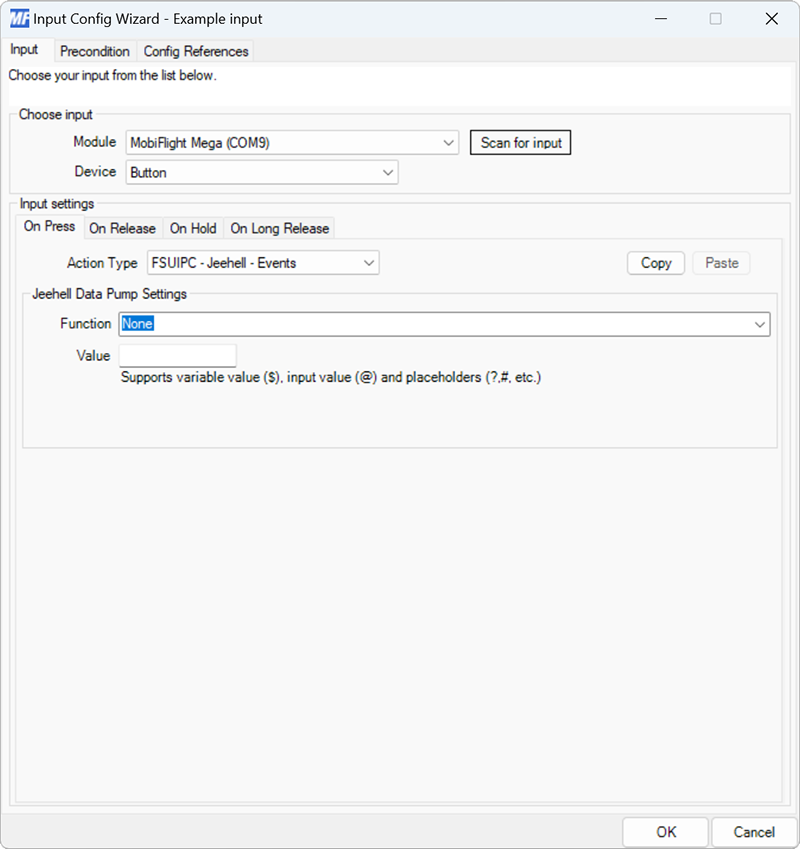 MF Input Config Wizard - Example input
Input Precondition Config References
Choose your input from the list below.
Choose input
Module MobiFlight Mega (COM9) Scan for input
Device Button
Input settings
On Press On Release On Hold On Long Release
Action Type FSUIPC - Jeehell - Events Copy Paste
Jeehell Data Pump Settings
Function None
Value
Supports variable value ($), input value (@) and placeholders (?,#, etc.)
OK Cancel